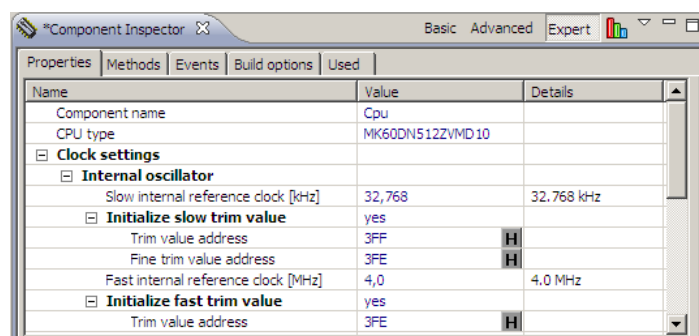 *Component Inspector Basic Advanced Expert
Properties Methods Events Build options Used
Name Value Details
Component name Cpu
CPU type MK60DN512ZVMD10
Clock settings
Internal oscillator
Slow internal reference clock [kHz] 32,768 32.768 kHz
Initialize slow trim value yes
Trim value address 3FF H
Fine trim value address 3FE H
Fast internal reference clock [MHz] 4,0 4.0 MHz
Initialize fast trim value yes
Trim value address 3FE H